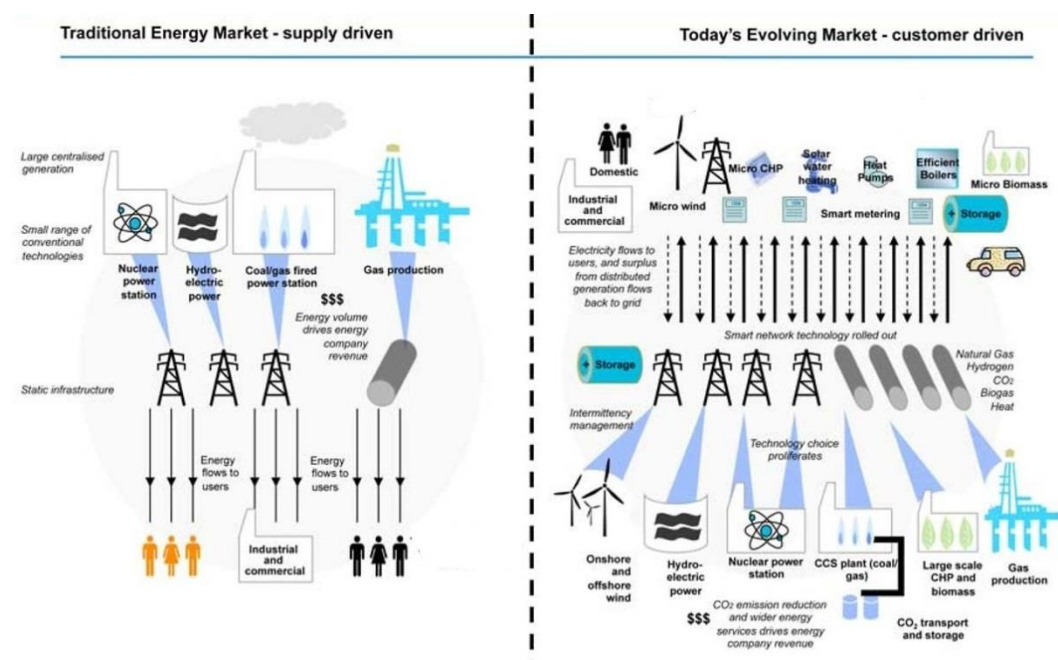 Traditional Energy Market - supply driven
Large centralised
generation
Small range of
conventional
technologies
Nuclear
power
station
Hydro-
electric
power
Coal/gas fired
power station
Gas production
$$$
Energy volume
drives energy
company
revenue
Static infrastructure
Energy
flows to
users
Energy
flows to
users
Industrial
and
commercial
Today's Evolving Market - customer driven
Domestic
Industrial
and
commercial
Micro wind
Micro CHP
Solar
water
heating
Heat
Pumps
Efficient
Boilers
Micro Biomass
Smart metering
+ Storage
Electricity flows to
users, and surplus
from distributed
generation flows
back to grid
Smart network technology rolled out
+ Storage
Natural Gas
Hydrogen
CO₂
Biogas
Heat
Intermittency
management
Technology choice
proliferates
Onshore
and
offshore
wind
Hydro-
electric
power
Nuclear power
station
CCS plant (coal/
gas)
Large scale
CHP and
biomass
Gas
production
$$$
CO₂ emission reduction
and wider energy
services drives energy
company revenue
CO₂ transport
and storage